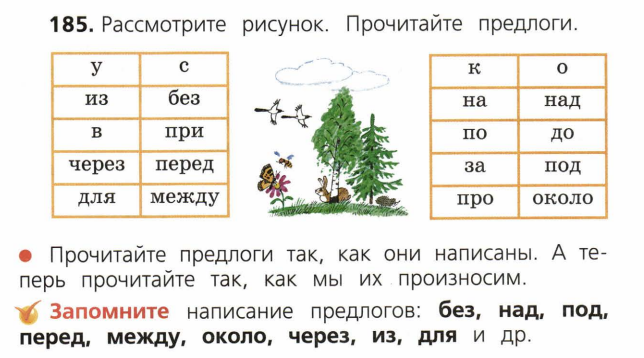 185. Рассмотрите рисунок. Прочитайте предлоги.
у с
из без
в при
через перед
для между
к о
на над
по до
за под
про около
Прочитайте предлоги так, как они написаны. А те-
перь прочитайте так, как мы их произносим.
Запомните написание предлогов: без, над, под,
перед, между, около, через, из, для и др.